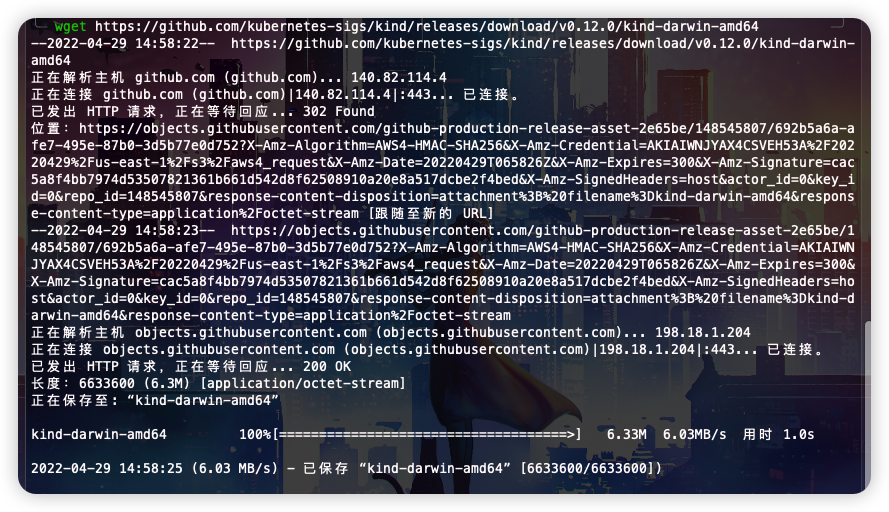 wget https://github.com/kubernetes-sigs/kind/releases/download/v0.12.0/kind-darwin-amd64
--2022-04-29 14:58:22--  https://github.com/kubernetes-sigs/kind/releases/download/v0.12.0/kind-darwin-
amd64
正在解析主机 github.com (github.com)... 140.82.114.4
正在连接 github.com (github.com)|140.82.114.4|:443... 已连接。
已发出 HTTP 请求，正在等待回应... 302 Found
位置：https://objects.githubusercontent.com/github-production-release-asset-2e65be/148545807/692b5a6a-a
fe7-495e-87b0-3d5b77e0d752?X-Amz-Algorithm=AWS4-HMAC-SHA256&X-Amz-Credential=AKIAIWNJYAX4CSVEH53A%2F202
20429%2Fus-east-1%2Fs3%2Faws4_request&X-Amz-Date=20220429T065826Z&X-Amz-Expires=300&X-Amz-Signature=cac
5a8f4bb7974d53507821361b661d542d8f62508910a20e8a517dcbe2f4bed&X-Amz-SignedHeaders=host&actor_id=0&key_i
d=0&repo_id=148545807&response-content-disposition=attachment%3B%20filename%3Dkind-darwin-amd64&respons
e-content-type=application%2Foctet-stream [跟随至新的 URL]
--2022-04-29 14:58:23--  https://objects.githubusercontent.com/github-production-release-asset-2e65be/1
48545807/692b5a6a-afe7-495e-87b0-3d5b77e0d752?X-Amz-Algorithm=AWS4-HMAC-SHA256&X-Amz-Credential=AKIAIWN
JYAX4CSVEH53A%2F20220429%2Fus-east-1%2Fs3%2Faws4_request&X-Amz-Date=20220429T065826Z&X-Amz-Expires=300&
X-Amz-Signature=cac5a8f4bb7974d53507821361b661d542d8f62508910a20e8a517dcbe2f4bed&X-Amz-SignedHeaders=ho
st&actor_id=0&key_id=0&repo_id=148545807&response-content-disposition=attachment%3B%20filename%3Dkind-d
arwin-amd64&response-content-type=application%2Foctet-stream
正在解析主机 objects.githubusercontent.com (objects.githubusercontent.com)... 198.18.1.204
正在连接 objects.githubusercontent.com (objects.githubusercontent.com)|198.18.1.204|:443... 已连接。
已发出 HTTP 请求，正在等待回应... 200 OK
长度：6633600 (6.3M) [application/octet-stream]
正在保存至: “kind-darwin-amd64”
kind-darwin-amd64         100%[===================================>]   6.33M  6.03MB/s  用时 1.0s
2022-04-29 14:58:25 (6.03 MB/s) - 已保存 “kind-darwin-amd64” [6633600/6633600])